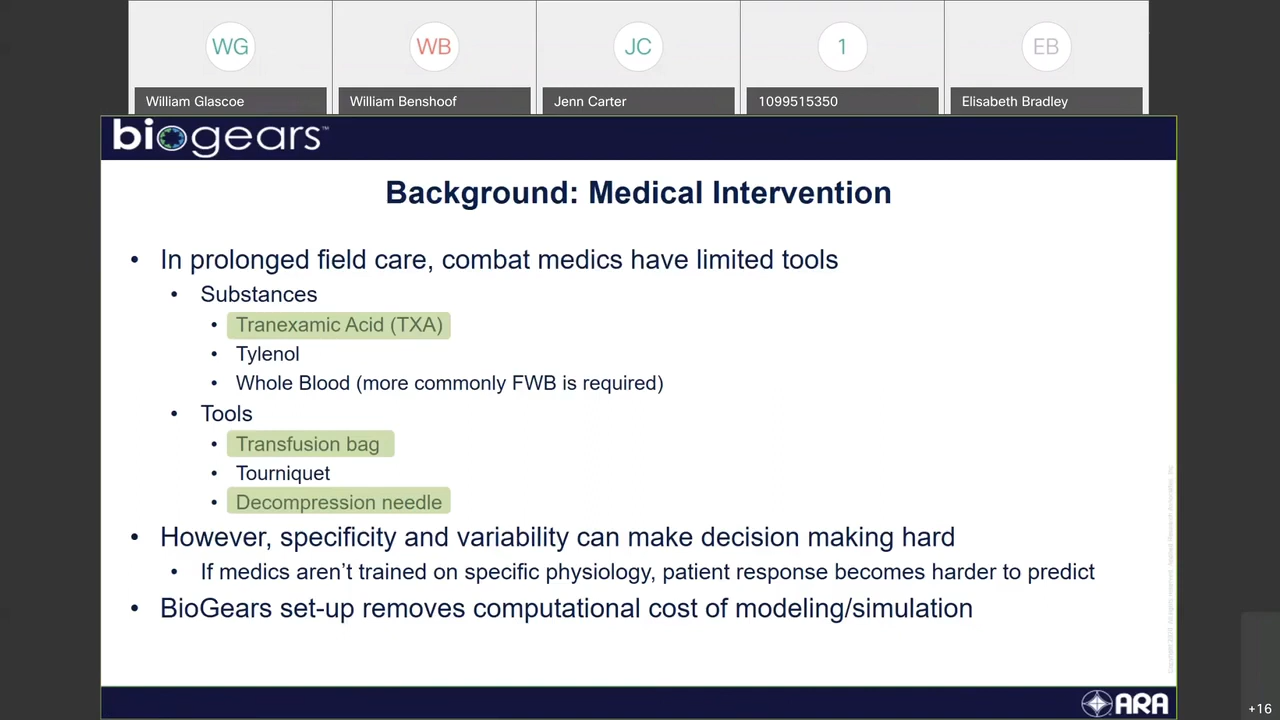 WG
WB
JC
1
EB
William Glascoe
William Benshoof
Jenn Carter
1099515350
Elisabeth Bradley
biogears™
Background: Medical Intervention
• In prolonged field care, combat medics have limited tools
• Substances
• Tranexamic Acid (TXA)
• Tylenol
• Whole Blood (more commonly FWB is required)
• Tools
• Transfusion bag
• Tourniquet
• Decompression needle
• However, specificity and variability can make decision making hard
• If medics aren’t trained on specific physiology, patient response becomes harder to predict
• BioGears set-up removes computational cost of modeling/simulation
ARA
+16